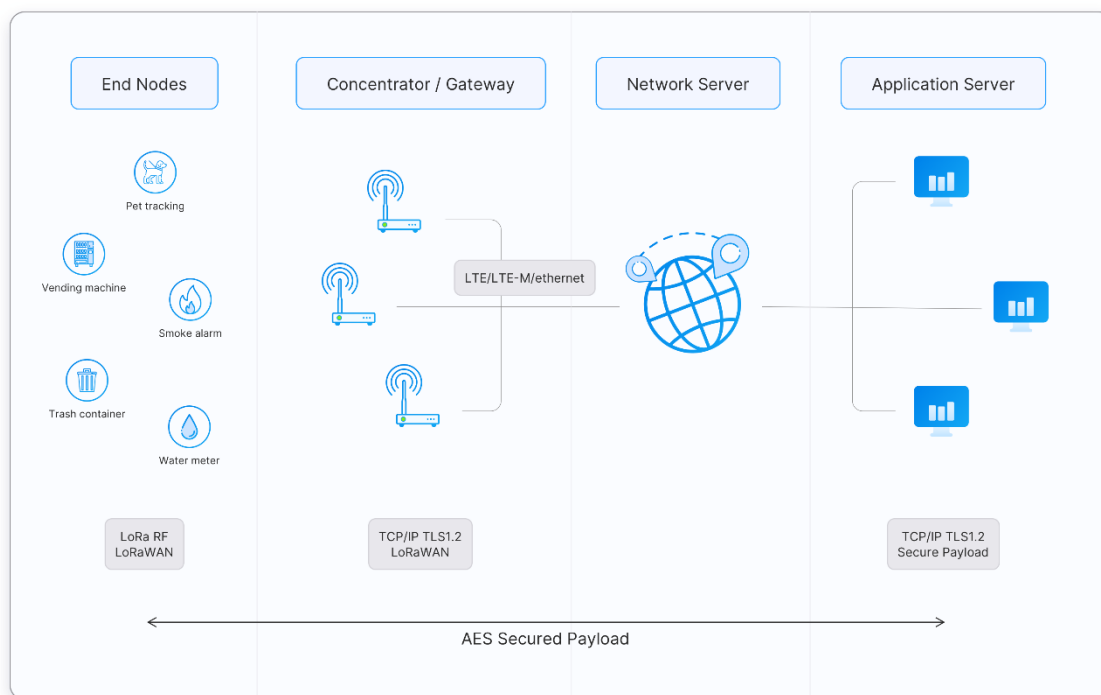 End Nodes
Concentrator / Gateway
Network Server
Application Server
Pet tracking
Vending machine
Smoke alarm
Trash container
Water meter
LTE/LTE-M/ethernet
LoRa RF
LoRaWAN
TCP/IP TLS1.2
LoRaWAN
TCP/IP TLS1.2
Secure Payload
AES Secured Payload